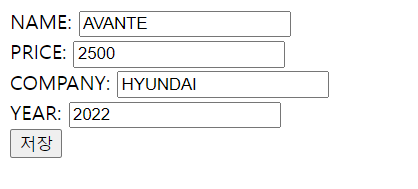 NAME: AVANTE
PRICE: 2500
COMPANY: HYUNDAI
YEAR: 2022
저장